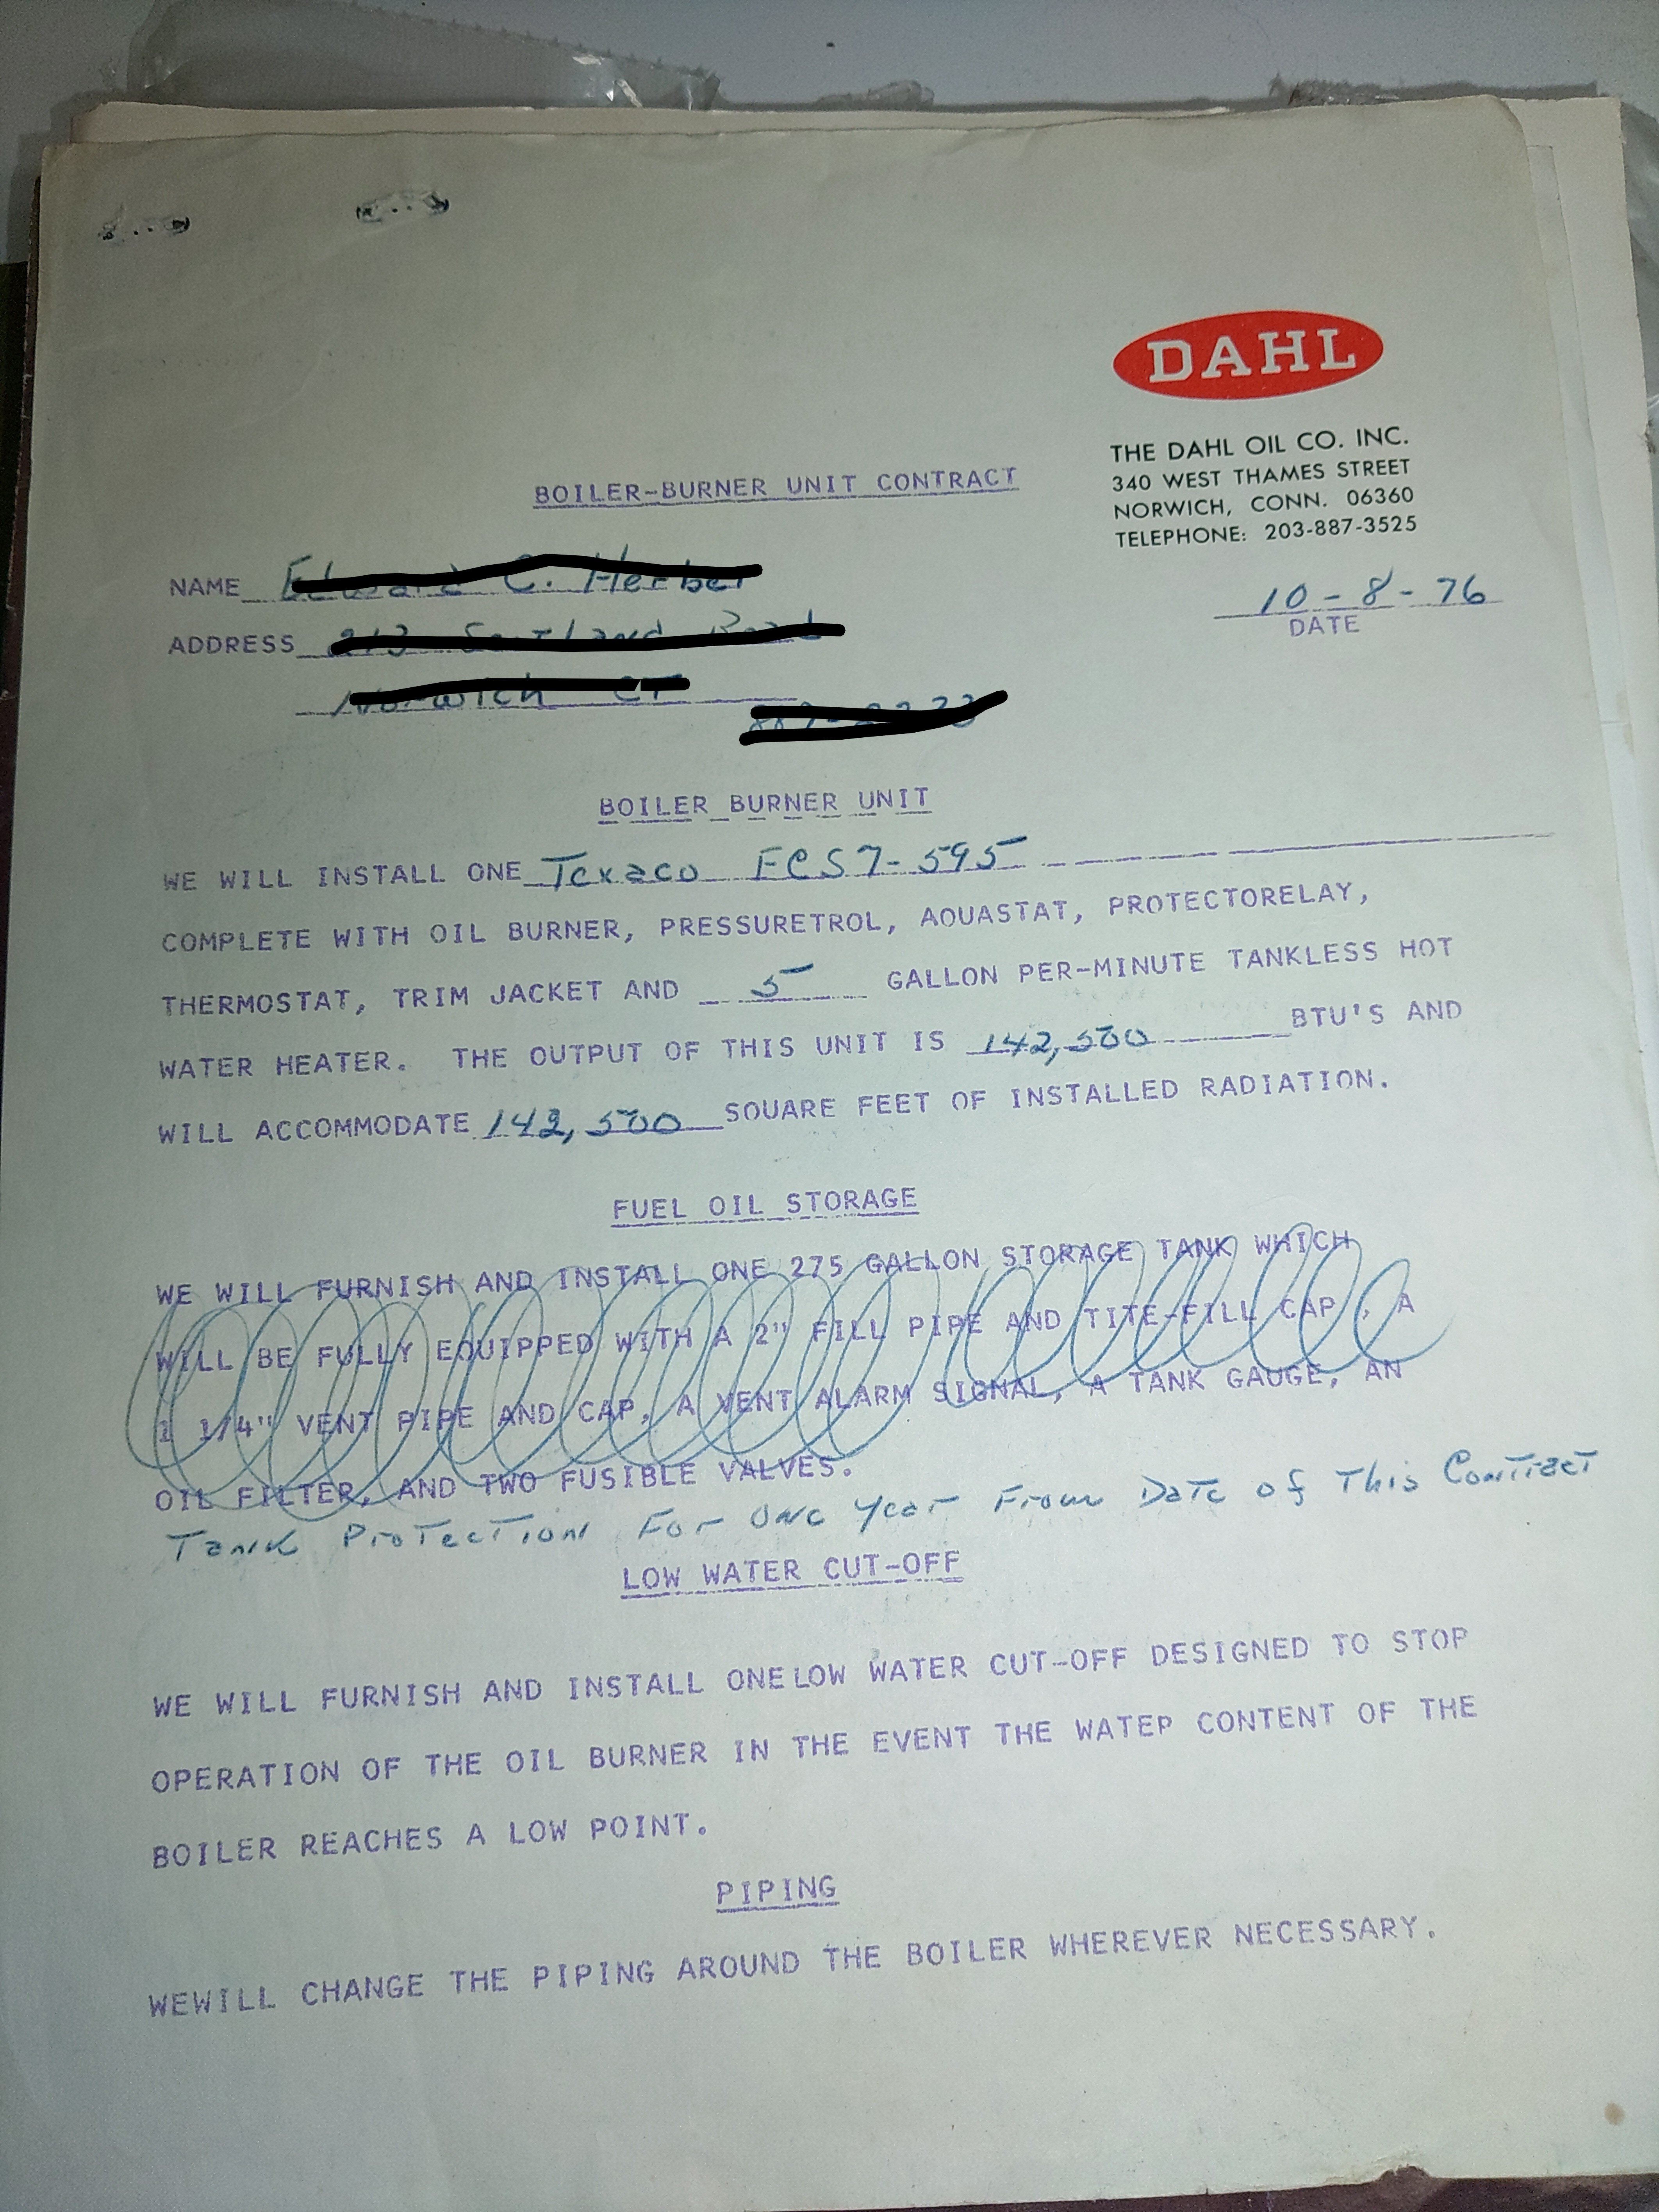 DAHL
THE DAHL OIL CO. INC.
340 WEST THAMES STREET
NORWICH, CONN. 06360
TELEPHONE: 203-887-3525
BOILER-BURNER UNIT CONTRACT
NAME
10-8-76
DATE
ADDRESS
BOILER BURNER UNIT
WE WILL INSTALL ONE Texaco FCS7-595
COMPLETE WITH OIL BURNER, PRESSURETROL, AOUASTAT, PROTECTORELAY,
THERMOSTAT, TRIM JACKET AND 5 GALLON PER-MINUTE TANKLESS HOT
WATER HEATER. THE OUTPUT OF THIS UNIT IS 142,500 BTU'S AND
WILL ACCOMMODATE 142,500 SOUARE FEET OF INSTALLED RADIATION.
FUEL OIL STORAGE
WE WILL FURNISH AND INSTALL ONE 275 GALLON STORAGE TANK WHICH
WILL BE FULLY EQUIPPED WITH A 2" FILL PIPE AND TITE-FILL CAP, A
1 1/4" VENT PIPE AND CAP, A VENT ALARM SIGNAL, A TANK GAUGE, AN
OIL FILTER, AND TWO FUSIBLE VALVES.
Tank Protection For One Year From Date of This Contract
LOW WATER CUT-OFF
WE WILL FURNISH AND INSTALL ONE LOW WATER CUT-OFF DESIGNED TO STOP
OPERATION OF THE OIL BURNER IN THE EVENT THE WATER CONTENT OF THE
BOILER REACHES A LOW POINT.
PIPING
WEWILL CHANGE THE PIPING AROUND THE BOILER WHEREVER NECESSARY.